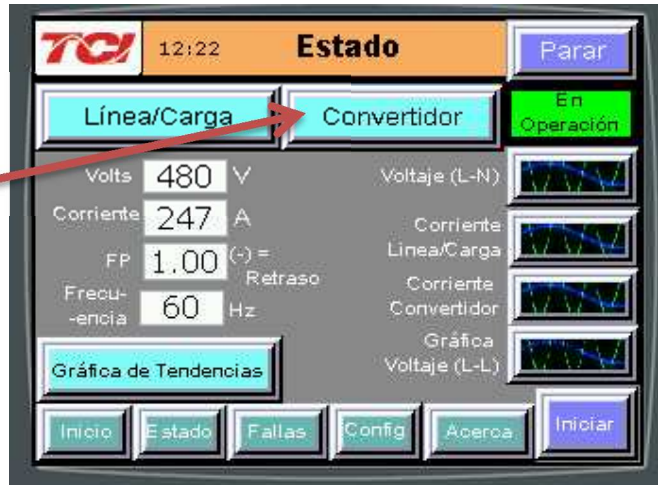 TCI 12:22 Estado Parar
Línea/Carga Convertidor En Operación
Volts 480 V Voltaje (L-N)
Corriente 247 A Corriente Linea/Carga
FP 1.00 (-) = Retraso Corriente Convertidor
Frecu- -encia 60 Hz Gráfica Voltaje (L-L)
Gráfica de Tendencias
Inicio Estado Fallas Config Acerca Iniciar